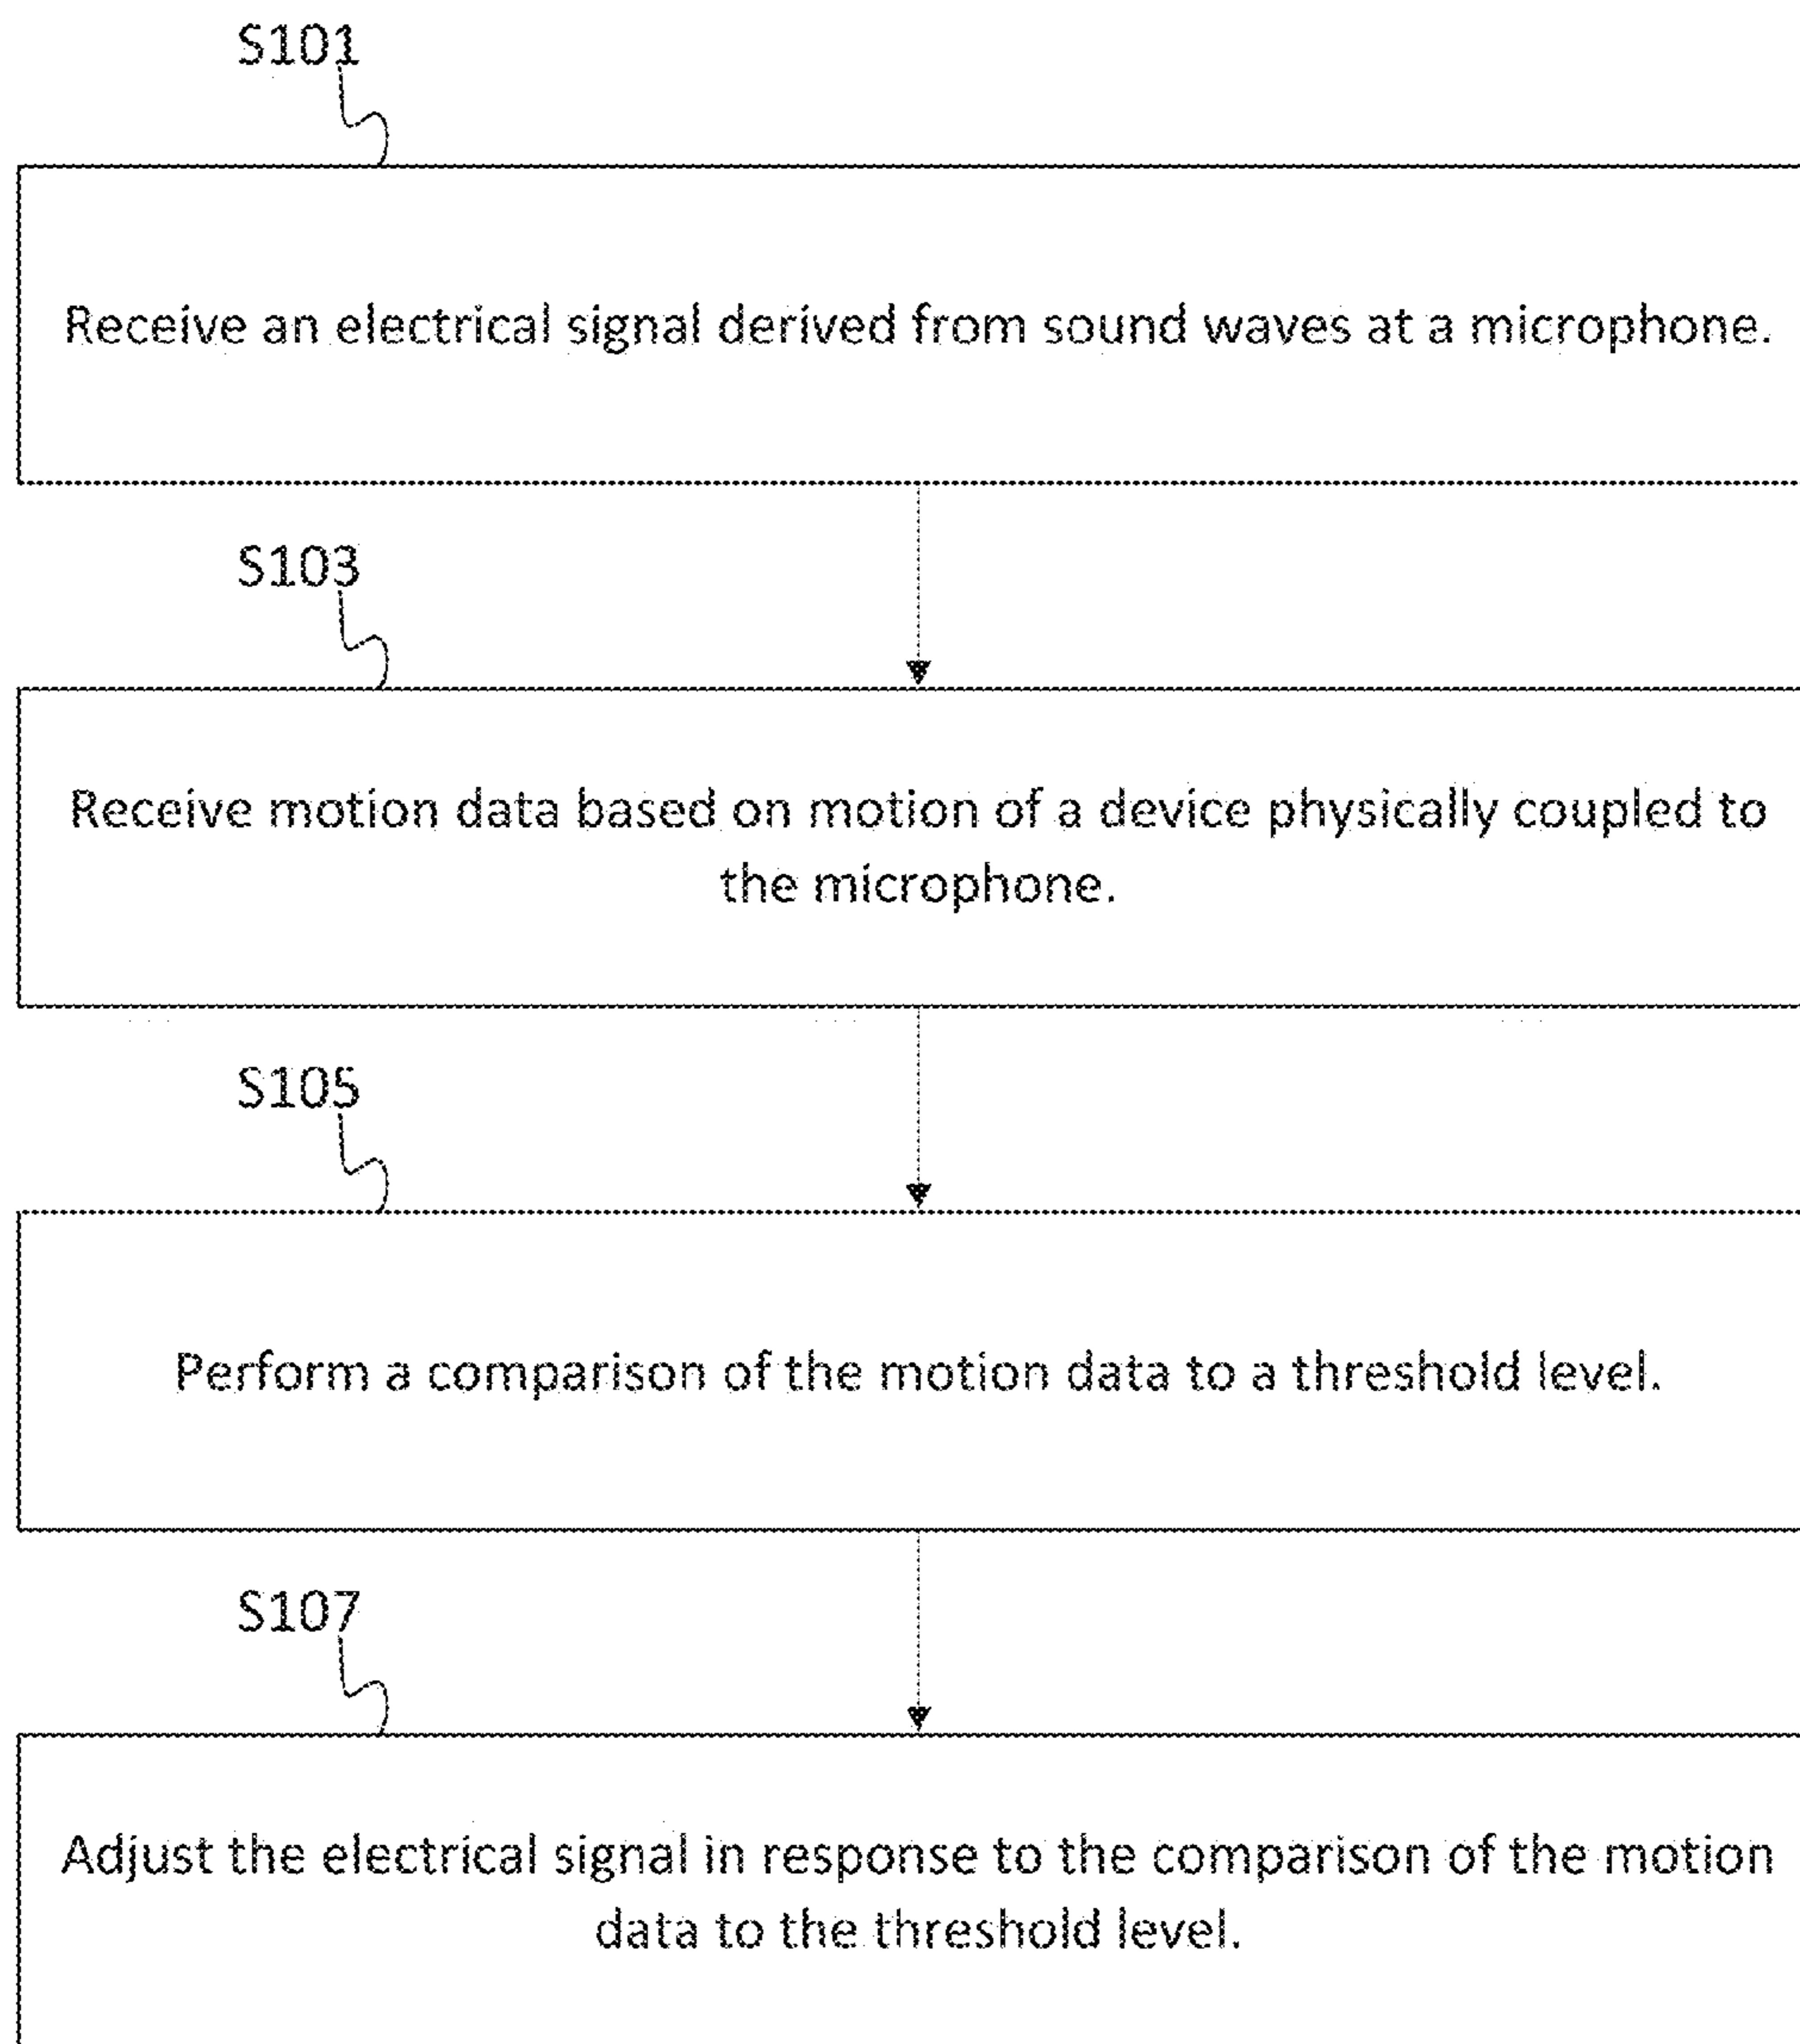 S101
Receive an electrical signal derived from sound waves at a microphone.
S103
Receive motion data based on motion of a device physically coupled to
the microphone.
S105
Perform a comparison of the motion data to a threshold level.
S107
Adjust the electrical signal in response to the comparison of the motion
data to the threshold level.